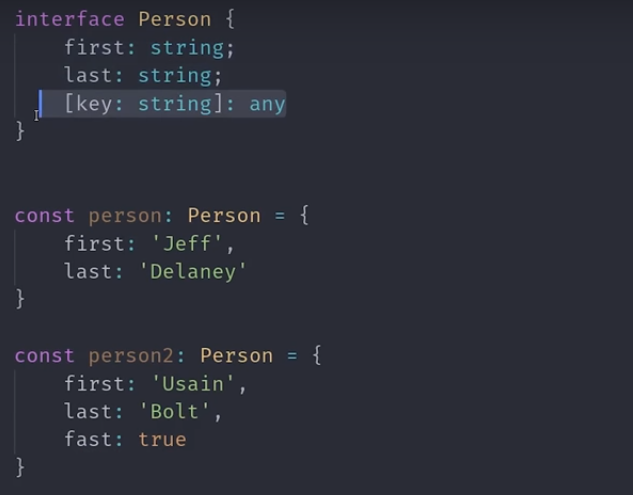 interface Person {
    first: string;
    last: string;
    [key: string]: any
}
const person: Person = {
    first: 'Jeff',
    last: 'Delaney'
}
const person2: Person = {
    first: 'Usain',
    last: 'Bolt',
    fast: true
}